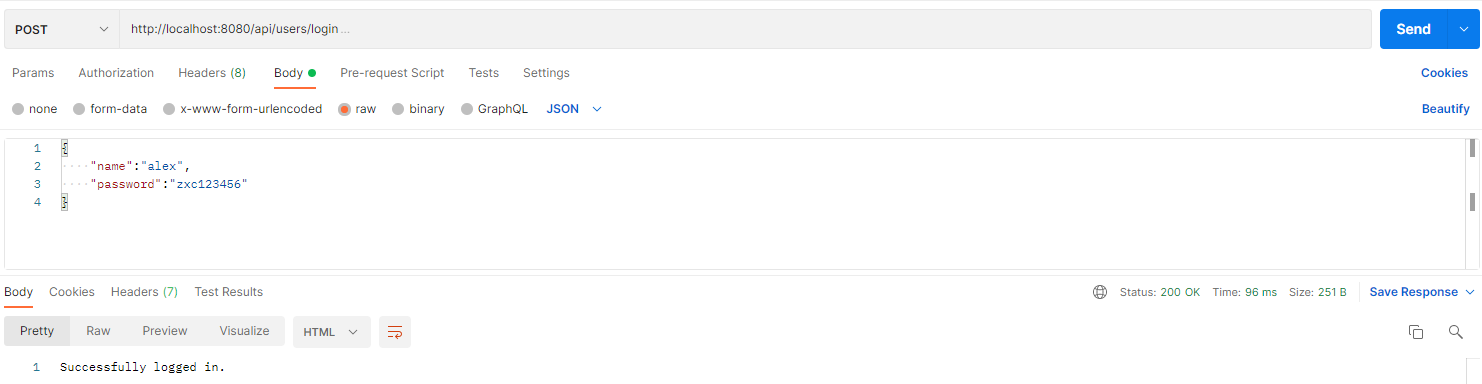 POST http://localhost:8080/api/users/login ... Send
Params Authorization Headers (8) Body Pre-request Script Tests Settings Cookies
none form-data x-www-form-urlencoded raw binary GraphQL JSON Beautify
1 {
2 "name":"alex",
3 "password":"zxc123456"
4 }
Body Cookies Headers (7) Test Results Status: 200 OK Time: 96 ms Size: 251 B Save Response
Pretty Raw Preview Visualize HTML
1 Successfully logged in.